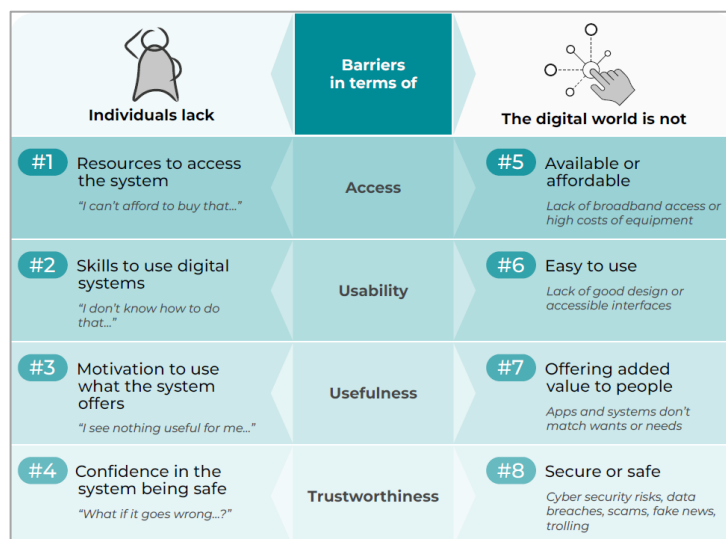 Individuals lack
Barriers
in terms of
The digital world is not
#1
Resources to access
the system
“I can’t afford to buy that...”
Access
#5
Available or
affordable
Lack of broadband access or
high costs of equipment
#2
Skills to use digital
systems
“I don’t know how to do
that...”
Usability
#6
Easy to use
Lack of good design or
accessible interfaces
#3
Motivation to use
what the system
offers
“I see nothing useful for me...”
Usefulness
#7
Offering added
value to people
Apps and systems don’t
match wants or needs
#4
Confidence in the
system being safe
“What if it goes wrong...?”
Trustworthiness
#8
Secure or safe
Cyber security risks, data
breaches, scams, fake news,
trolling